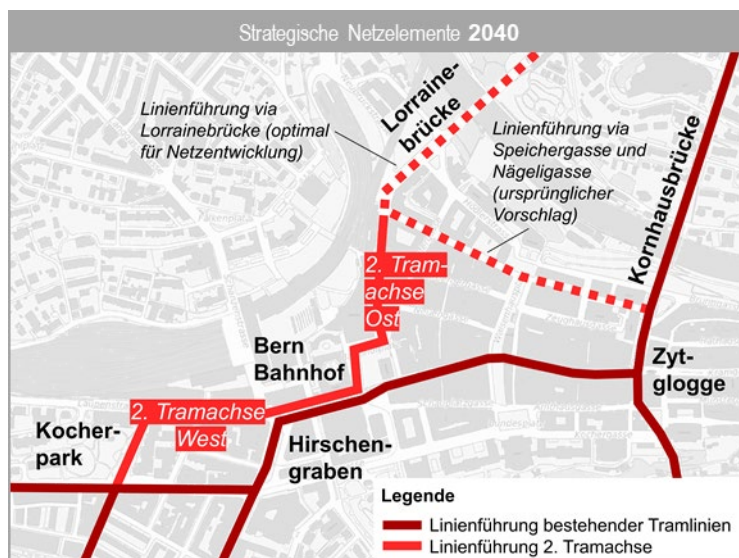 Strategische Netzelemente 2040
Linienführung via
Lorrainebrücke (optimal
für Netzentwicklung)
Lorraine-
brücke
Linienführung via
Speichergasse und
Nägeligasse
(ursprünglicher
Vorschlag)
Kornhausbrücke
2. Tram-
achse
Ost
Bern
Bahnhof
Zyt-
glogge
2. Tramachse
West
Kocher-
park
Hirschen-
graben
Legende
Linienführung bestehender Tramlinien
Linienführung 2. Tramachse